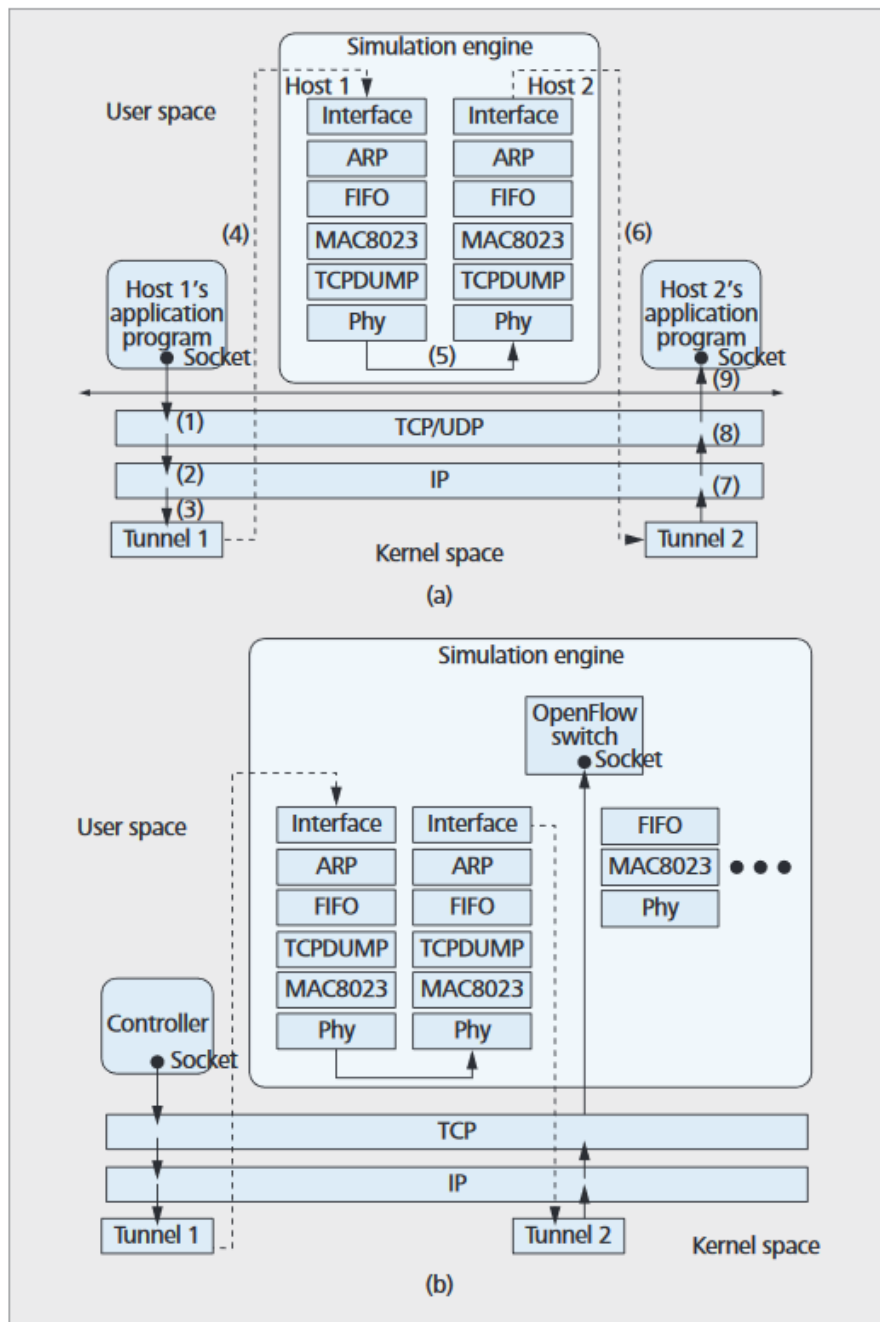 Simulation engine
Host 1
Host 2
User space
Interface
Interface
ARP
ARP
FIFO
FIFO
(4)
(6)
MAC8023
MAC8023
TCPDUMP
TCPDUMP
Host 1's
application
program
Host 2's
application
program
Phy
Phy
(5)
Socket
Socket
(9)
(1)
TCP/UDP
(8)
(2)
IP
(7)
(3)
Tunnel 1
Tunnel 2
Kernel space
(a)
Simulation engine
OpenFlow
switch
Socket
User space
Interface
Interface
FIFO
ARP
ARP
MAC8023
FIFO
FIFO
Phy
TCPDUMP
TCPDUMP
MAC8023
MAC8023
Controller
Phy
Phy
Socket
TCP
IP
Tunnel 1
Tunnel 2
Kernel space
(b)